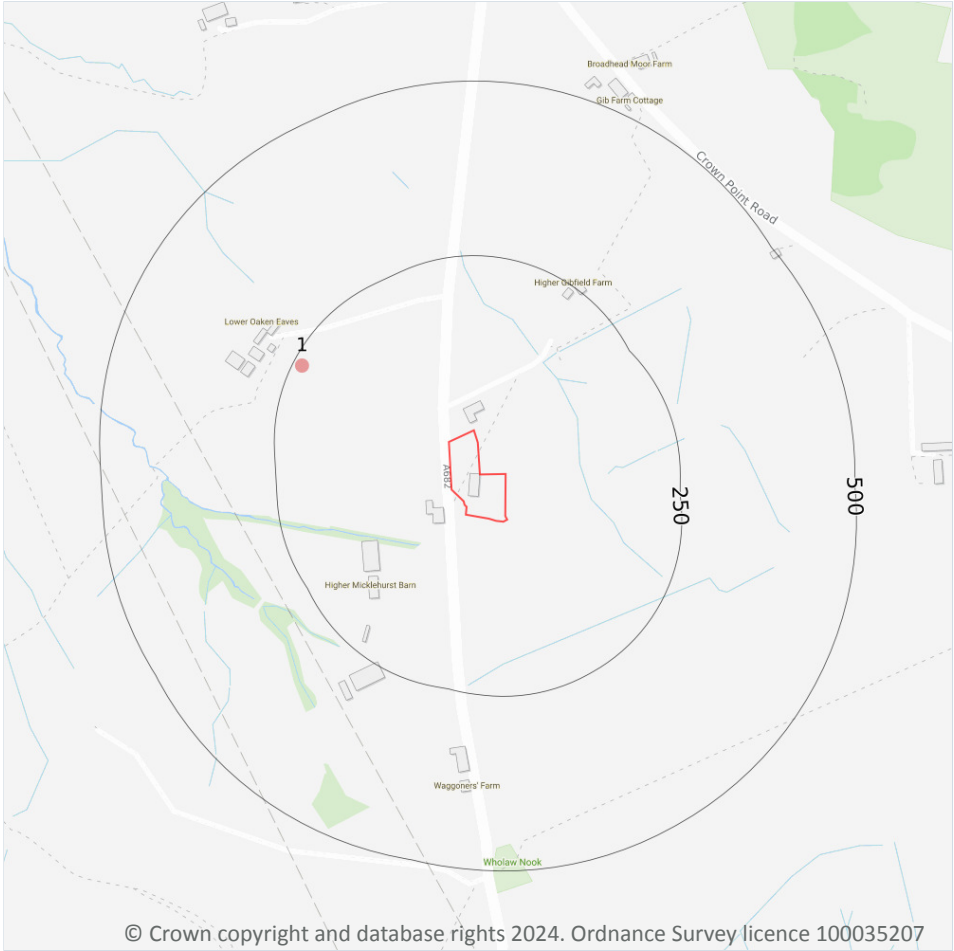 Broadhead Moor Farm
Gib Farm Cottage
Crown Point Road
Higher Gibfield Farm
Lower Oaken Eaves
1
A682
250
500
Higher Micklehurst Barn
Waggoners' Farm
Wholaw Nook
© Crown copyright and database rights 2024. Ordnance Survey licence 100035207